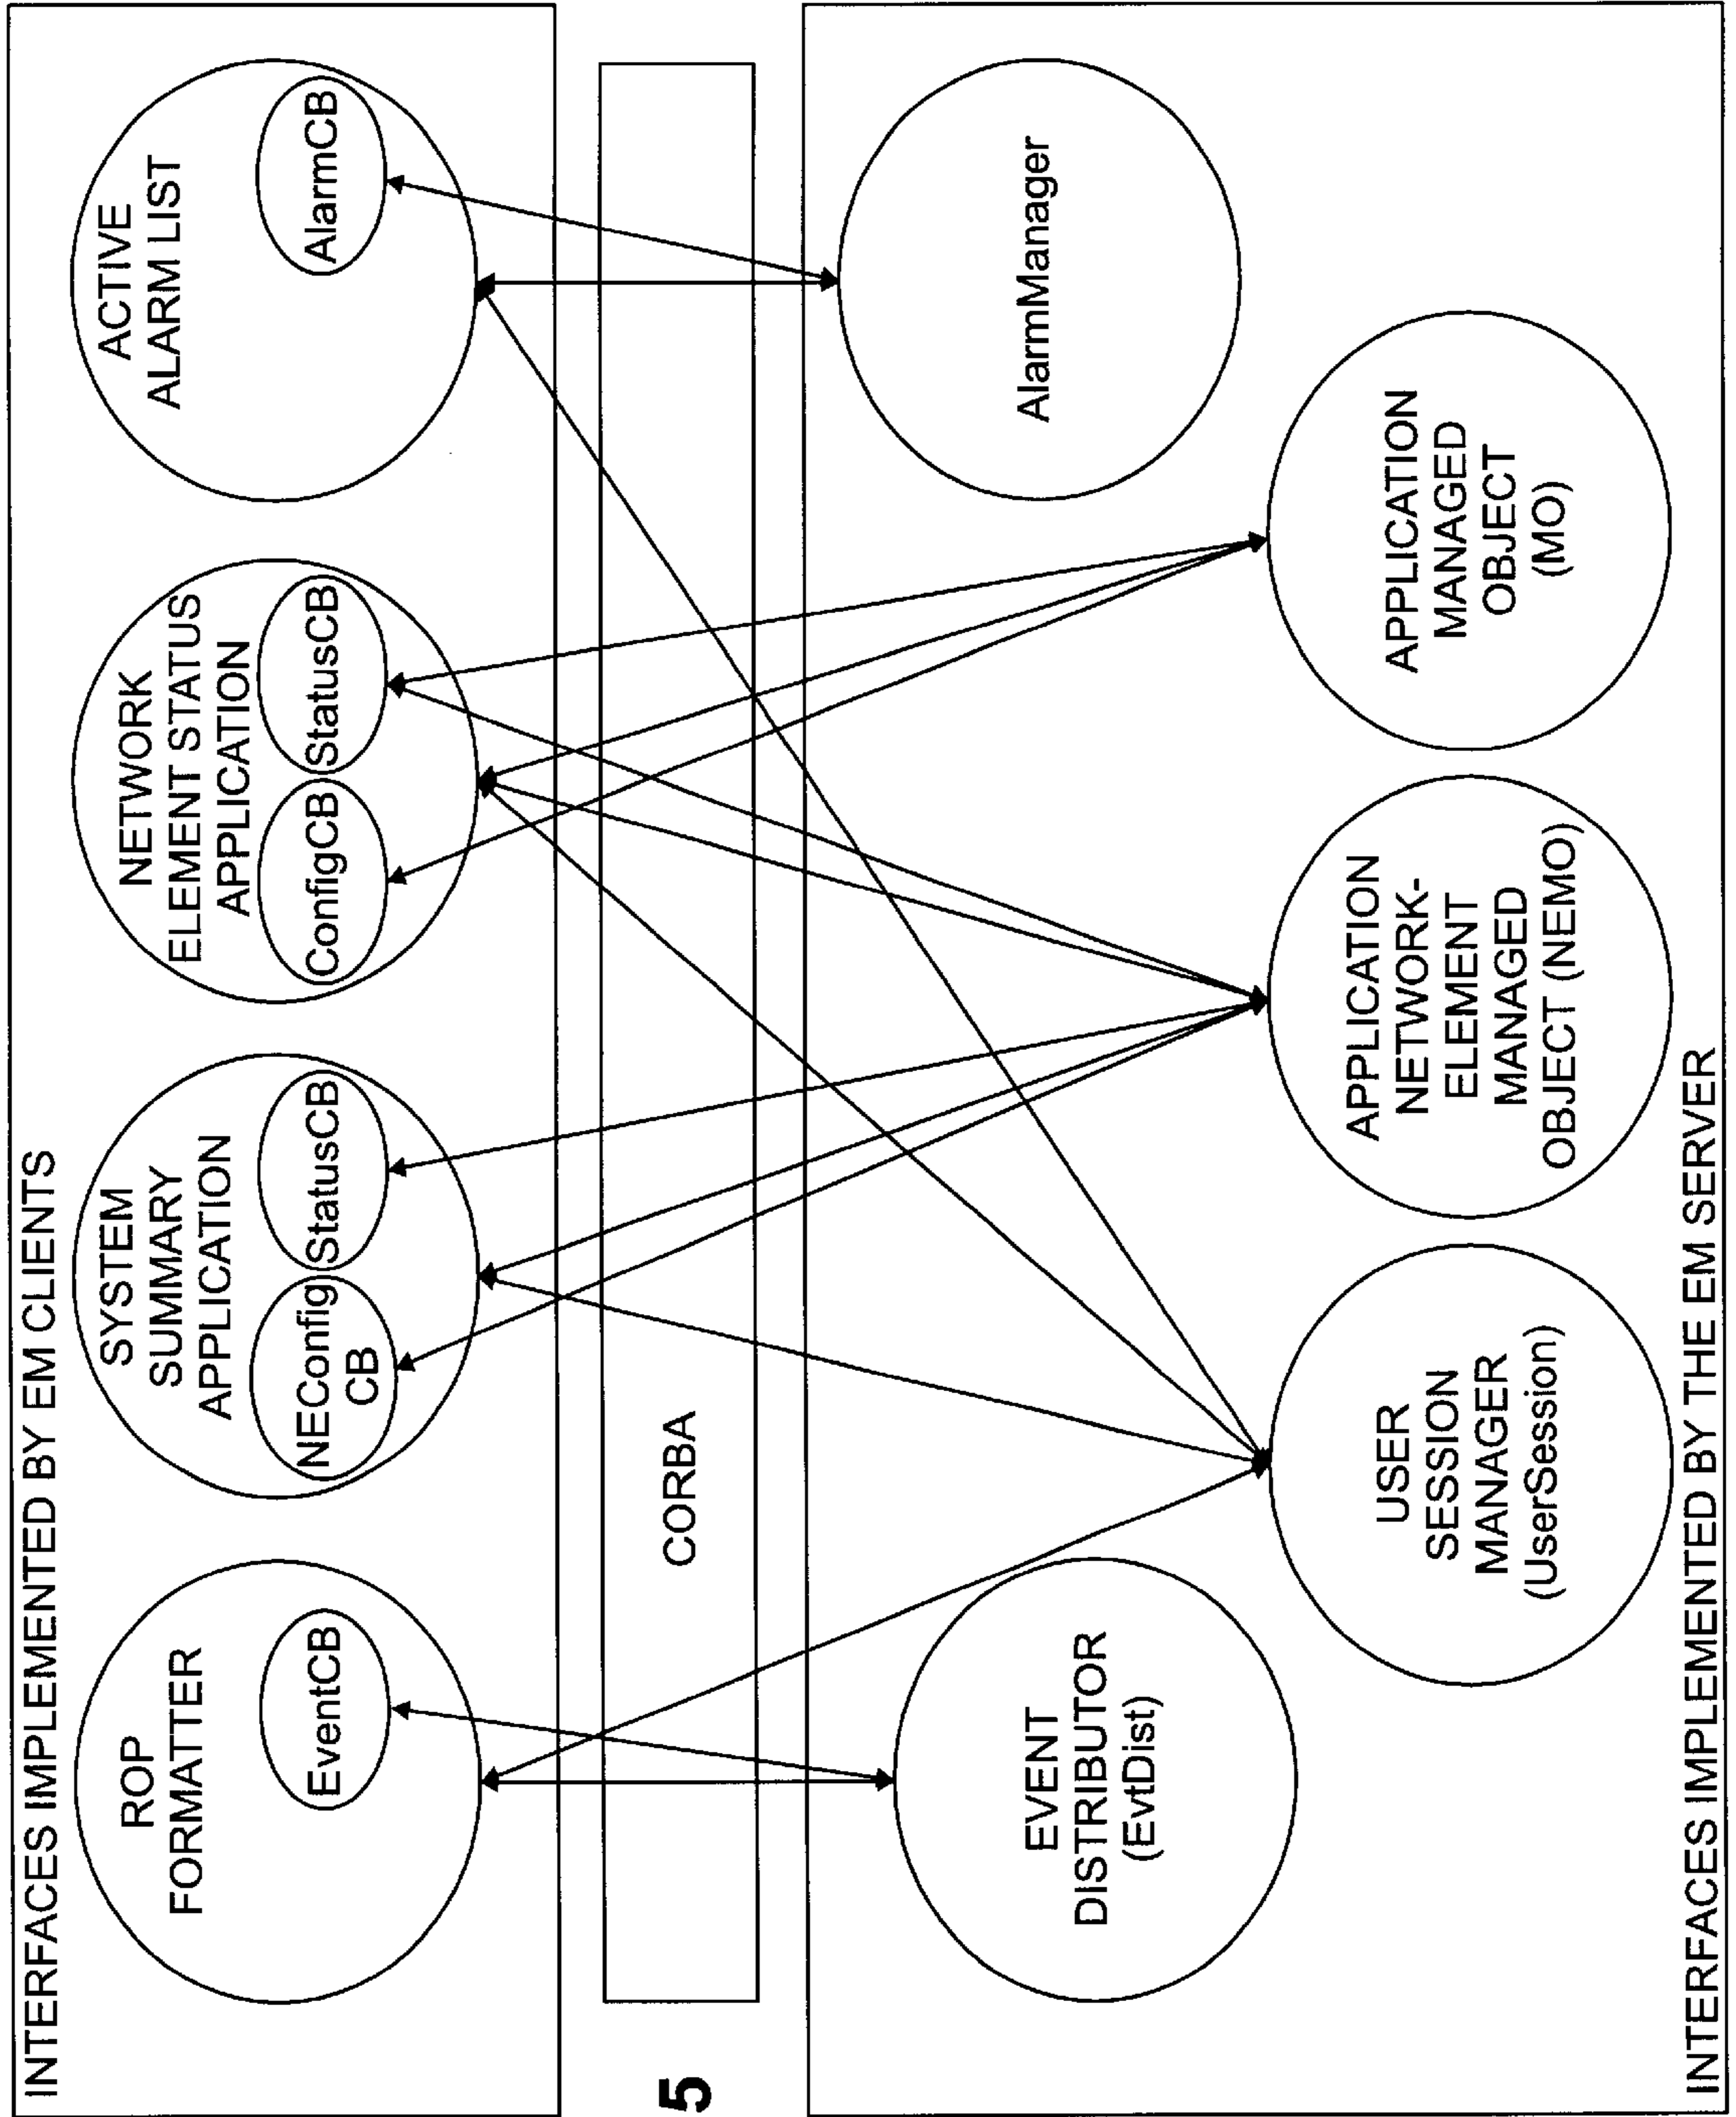 INTERFACES IMPLEMENTED BY EM CLIENTS
ROP
FORMATTER
EventCB
SYSTEM
SUMMARY
APPLICATION
NEConfig
CB
StatusCB
NETWORK
ELEMENT STATUS
APPLICATION
ConfigCB
StatusCB
ACTIVE
ALARM LIST
AlarmCB
5
CORBA
EVENT
DISTRIBUTOR
(EvtDist)
USER
SESSION
MANAGER
(UserSession)
APPLICATION
NETWORK-
ELEMENT
MANAGED
OBJECT (NEMO)
APPLICATION
MANAGED
OBJECT
(MO)
AlarmManager
INTERFACES IMPLEMENTED BY THE EM SERVER